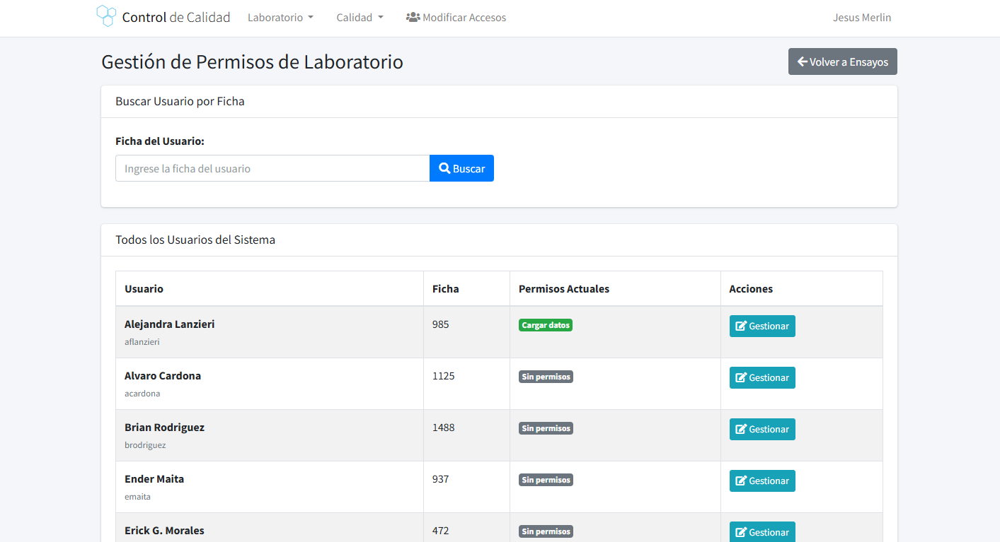 Control de Calidad Laboratorio Calidad Modificar Accesos Jesus Merlin
Gestión de Permisos de Laboratorio Volver a Ensayos
Buscar Usuario por Ficha
Ficha del Usuario:
Ingrese la ficha del usuario Buscar
Todos los Usuarios del Sistema
Usuario Ficha Permisos Actuales Acciones
Alejandra Lanzieri 985 Cargar datos Gestionar
aflanzieri
Alvaro Cardona 1125 Sin permisos Gestionar
acardona
Brian Rodriguez 1488 Sin permisos Gestionar
brodriguez
Ender Maita 937 Sin permisos Gestionar
emaita
Erick G. Morales 472 Sin permisos Gestionar